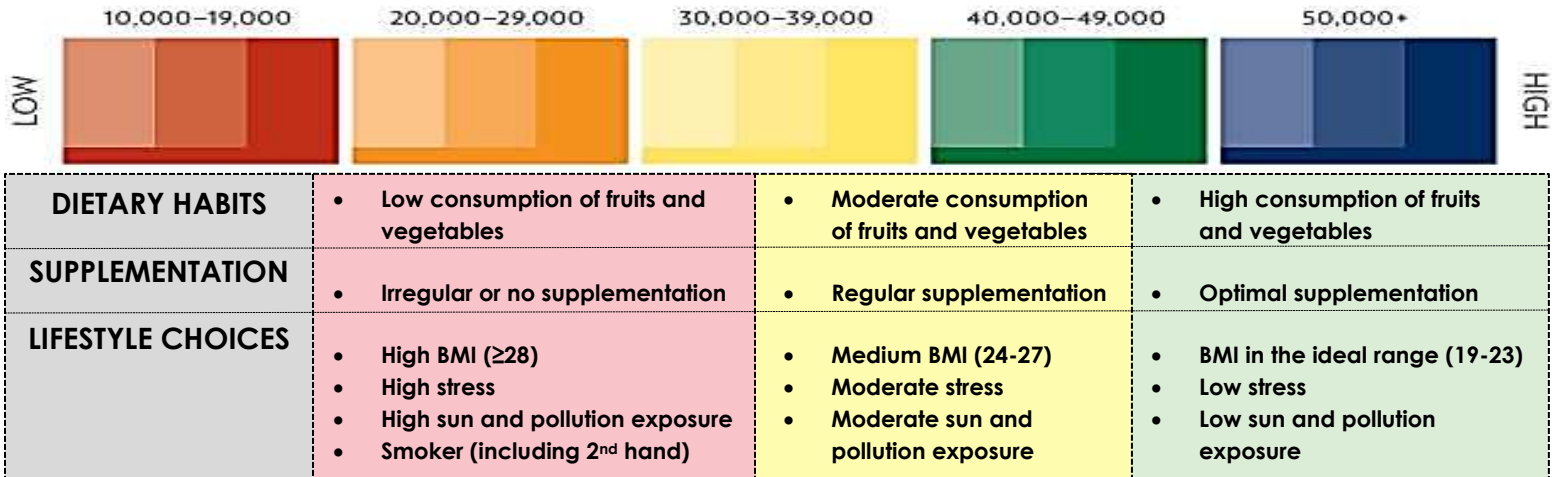 10,000–19,000 20,000–29,000 30,000–39,000 40,000–49,000 50,000+
LOW
HIGH
DIETARY HABITS
• Low consumption of fruits and
vegetables
• Moderate consumption
of fruits and vegetables
• High consumption of fruits
and vegetables
SUPPLEMENTATION
• Irregular or no supplementation
• Regular supplementation
• Optimal supplementation
LIFESTYLE CHOICES
• High BMI (≥28)
• High stress
• High sun and pollution exposure
• Smoker (including 2nd hand)
• Medium BMI (24-27)
• Moderate stress
• Moderate sun and
pollution exposure
• BMI in the ideal range (19-23)
• Low stress
• Low sun and pollution
exposure